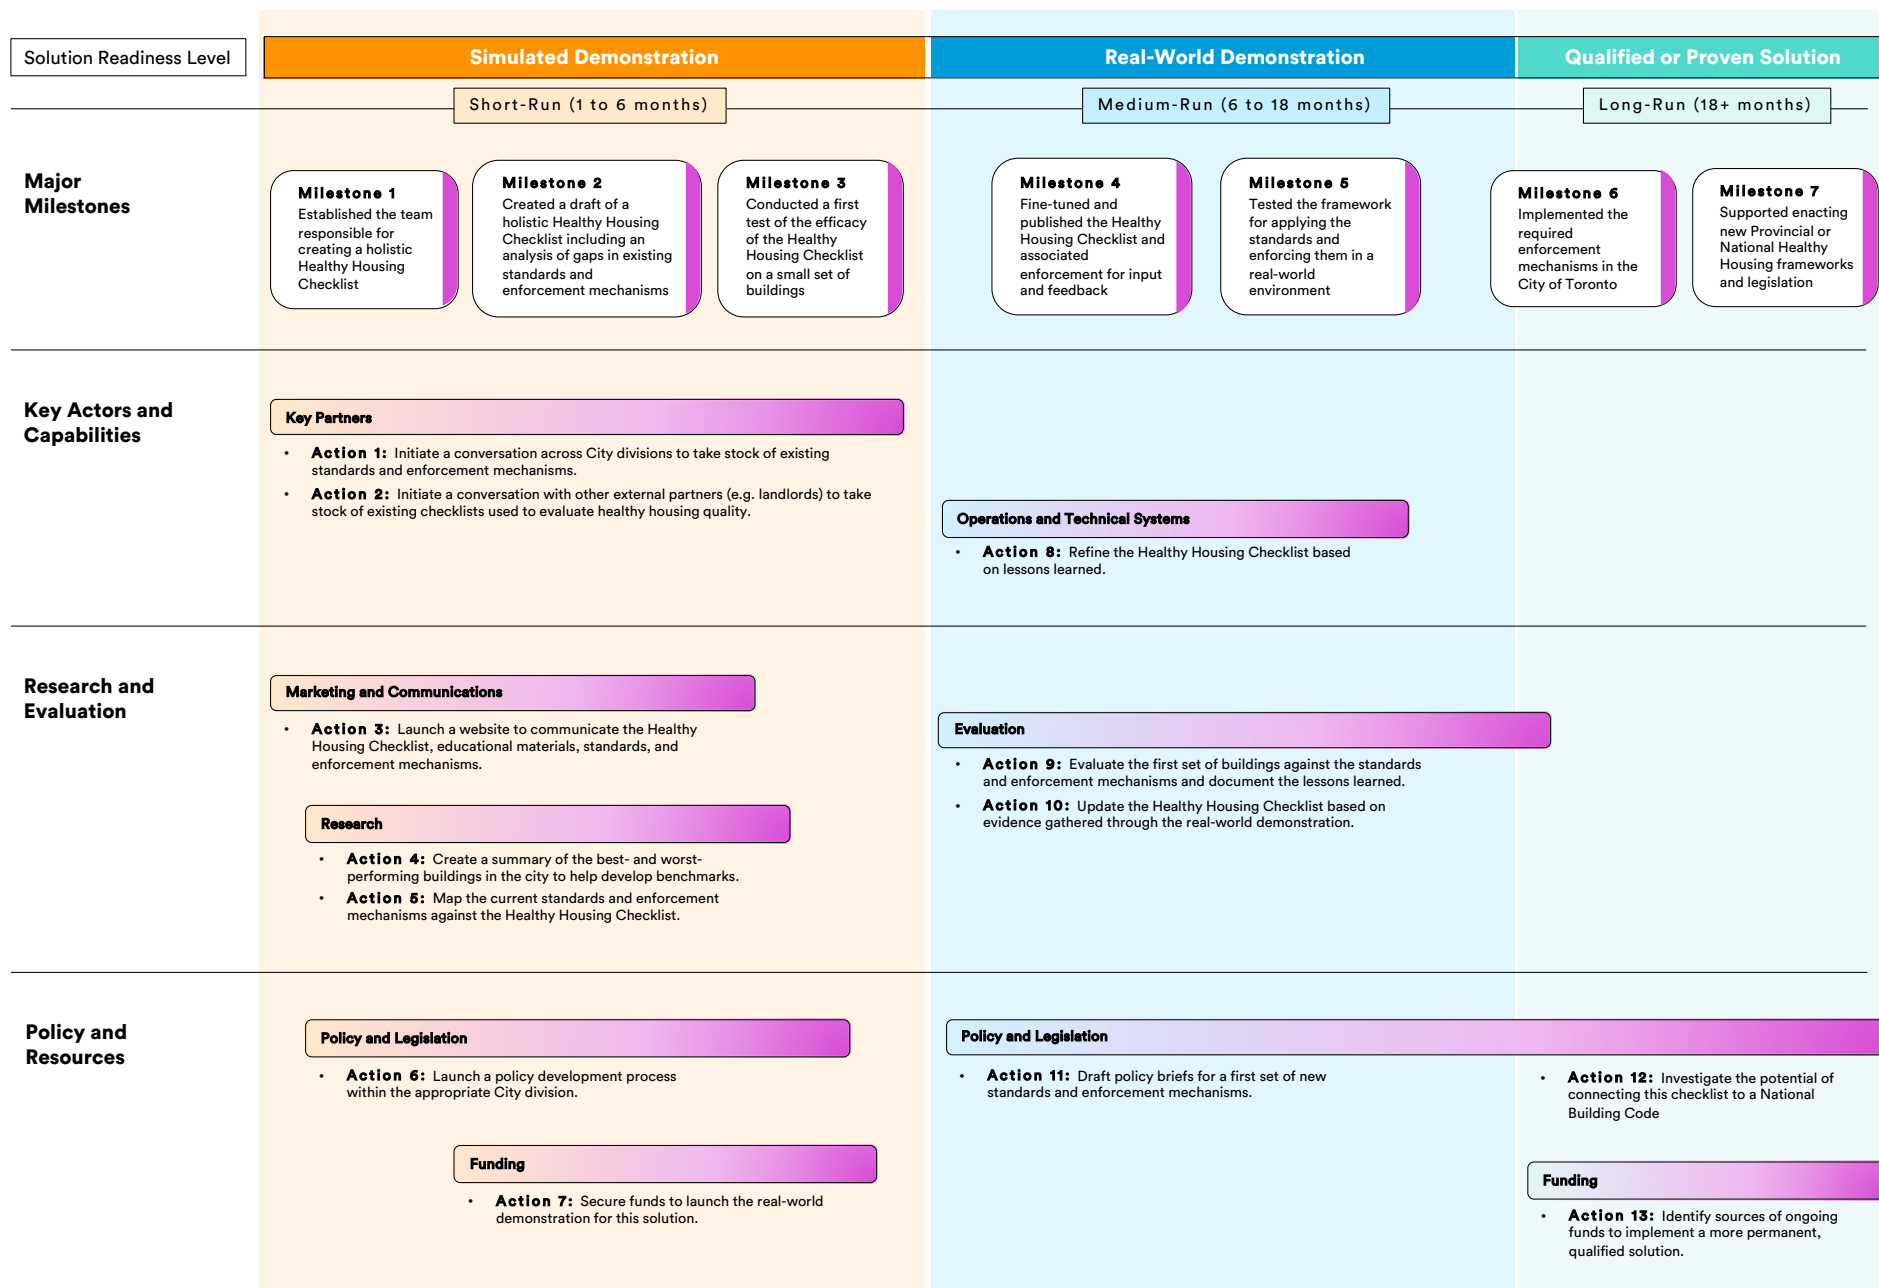 Solution Readiness Level
Simulated Demonstration
Real-World Demonstration
Qualified or Proven Solution
Short-Run (1 to 6 months)
Medium-Run (6 to 18 months)
Long-Run (18+ months)
Major
Milestones
Milestone 1
Established the team
responsible for
creating a holistic
Healthy Housing
Checklist
Milestone 2
Created a draft of a
holistic Healthy Housing
Checklist including an
analysis of gaps in existing
standards and
enforcement mechanisms
Milestone 3
Conducted a first
test of the efficacy
of the Healthy
Housing Checklist
on a small set of
buildings
Milestone 4
Fine-tuned and
published the Healthy
Housing Checklist and
associated
enforcement for input
and feedback
Milestone 5
Tested the framework
for applying the
standards and
enforcing them in a
real-world
environment
Milestone 6
Implemented the
required
enforcement
mechanisms in the
City of Toronto
Milestone 7
Supported enacting
new Provincial or
National Healthy
Housing frameworks
and legislation
Key Actors and
Capabilities
Key Partners
• Action 1: Initiate a conversation across City divisions to take stock of existing
standards and enforcement mechanisms.
• Action 2: Initiate a conversation with other external partners (e.g. landlords) to take
stock of existing checklists used to evaluate healthy housing quality.
Operations and Technical Systems
• Action 8: Refine the Healthy Housing Checklist based
on lessons learned.
Research and
Evaluation
Marketing and Communications
• Action 3: Launch a website to communicate the Healthy
Housing Checklist, educational materials, standards, and
enforcement mechanisms.
Research
• Action 4: Create a summary of the best- and worst-
performing buildings in the city to help develop benchmarks.
• Action 5: Map the current standards and enforcement
mechanisms against the Healthy Housing Checklist.
Evaluation
• Action 9: Evaluate the first set of buildings against the standards
and enforcement mechanisms and document the lessons learned.
• Action 10: Update the Healthy Housing Checklist based on
evidence gathered through the real-world demonstration.
Policy and
Resources
Policy and Legislation
• Action 6: Launch a policy development process
within the appropriate City division.
Funding
• Action 7: Secure funds to launch the real-world
demonstration for this solution.
Policy and Legislation
• Action 11: Draft policy briefs for a first set of new
standards and enforcement mechanisms.
• Action 12: Investigate the potential of
connecting this checklist to a National
Building Code
Funding
• Action 13: Identify sources of ongoing
funds to implement a more permanent,
qualified solution.